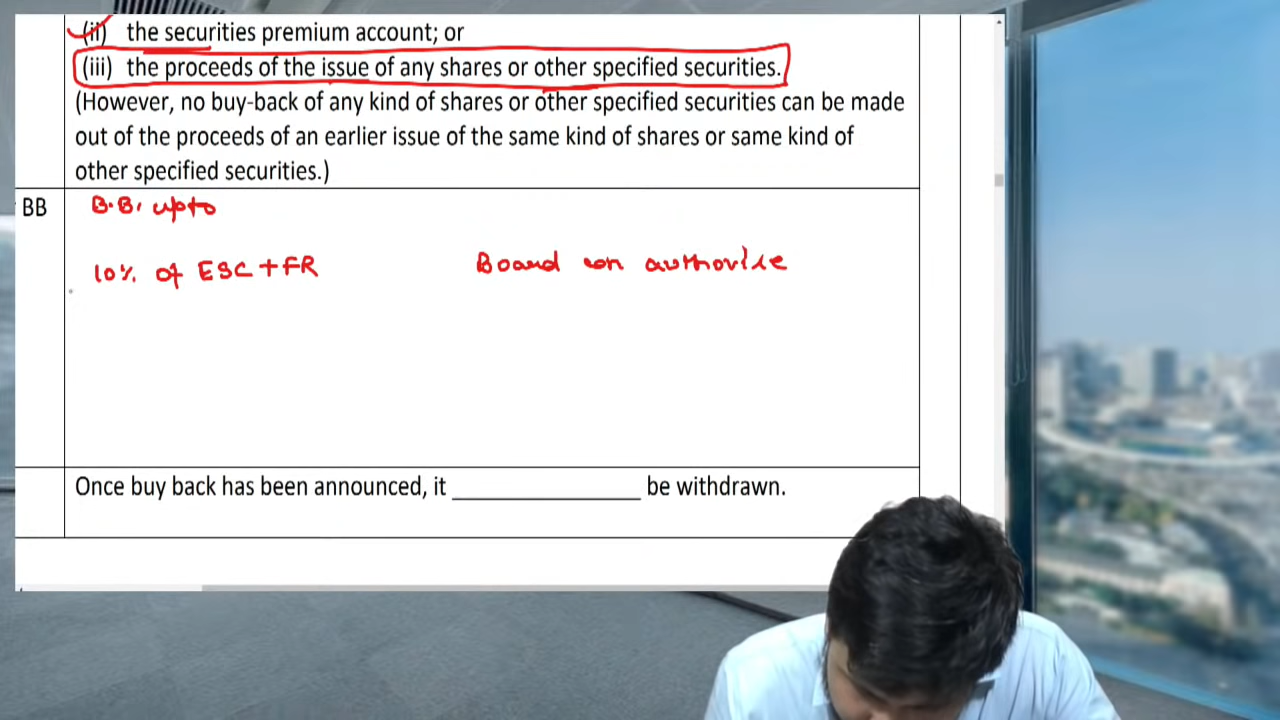 (ii) the securities premium account; or
(iii) the proceeds of the issue of any shares or other specified securities.
(However, no buy-back of any kind of shares or other specified securities can be made
out of the proceeds of an earlier issue of the same kind of shares or same kind of
other specified securities.)
BB B.B. upto
10% of ESC + FR Board can authorise
Once buy back has been announced, it ______________ be withdrawn.